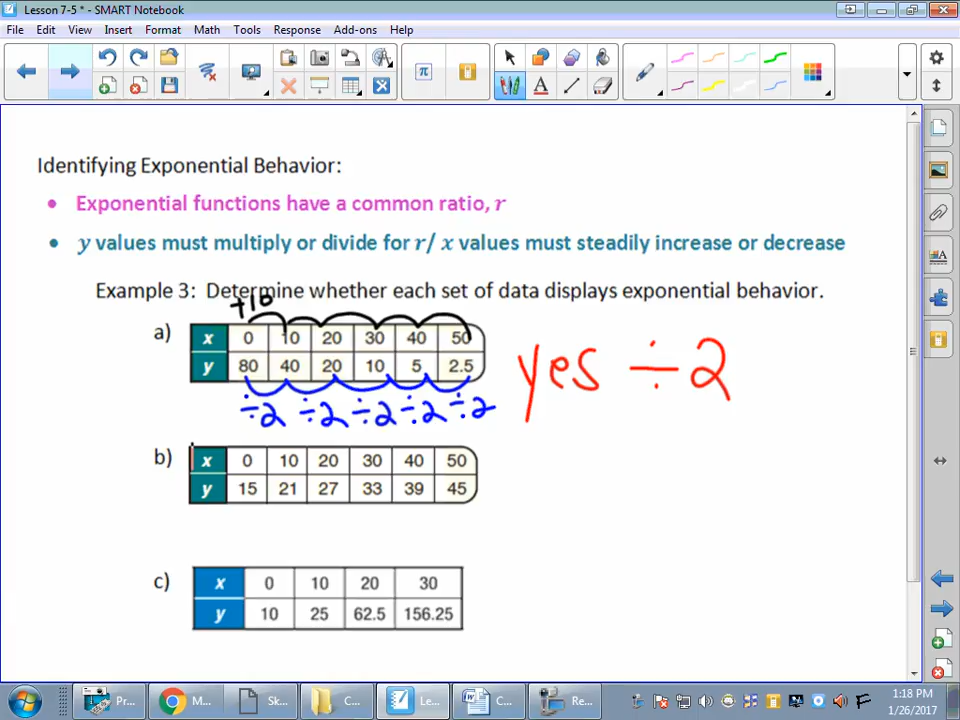 Lesson 7-5 * - SMART Notebook
File Edit View Insert Format Math Tools Response Add-ons Help
Identifying Exponential Behavior:
• Exponential functions have a common ratio, r
• y values must multiply or divide for r/ x values must steadily increase or decrease
Example 3: Determine whether each set of data displays exponential behavior.
+10
a) x 0 10 20 30 40 50
y 80 40 20 10 5 2.5
÷2 ÷2 ÷2 ÷2 ÷2
yes ÷2
b) x 0 10 20 30 40 50
y 15 21 27 33 39 45
c) x 0 10 20 30
y 10 25 62.5 156.25
Pr... M... Sk... C... Le... C... Re...
1:18 PM
1/26/2017